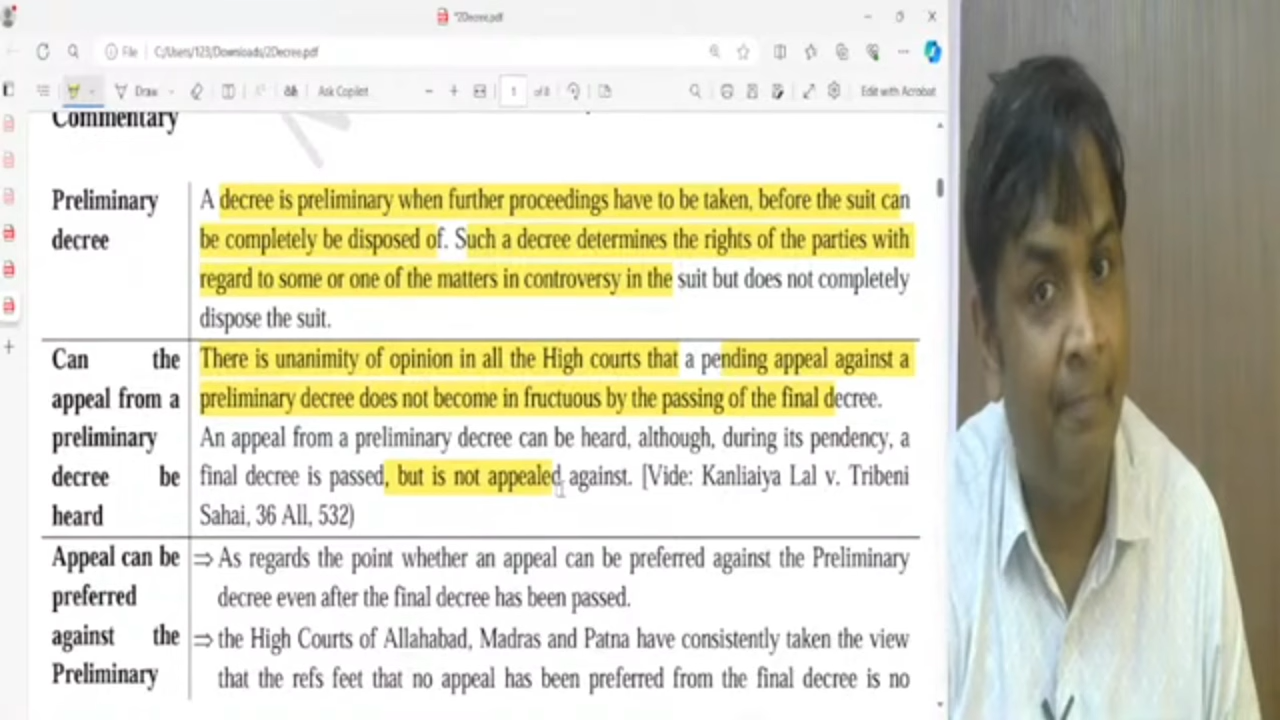 *2Decree.pdf
File C:/Users/123/Downloads/2Decree.pdf
Draw Ask Copilot 1 of 8 Edit with Acrobat
Commentary
Preliminary decree
A decree is preliminary when further proceedings have to be taken, before the suit can
be completely be disposed of. Such a decree determines the rights of the parties with
regard to some or one of the matters in controversy in the suit but does not completely
dispose the suit.
Can the appeal from a preliminary decree be heard
There is unanimity of opinion in all the High courts that a pending appeal against a
preliminary decree does not become in fructuous by the passing of the final decree.
An appeal from a preliminary decree can be heard, although, during its pendency, a
final decree is passed, but is not appealed against. [Vide: Kanliaiya Lal v. Tribeni
Sahai, 36 All, 532)
Appeal can be preferred against the Preliminary
⇒ As regards the point whether an appeal can be preferred against the Preliminary
decree even after the final decree has been passed.
⇒ the High Courts of Allahabad, Madras and Patna have consistently taken the view
that the refs feet that no appeal has been preferred from the final decree is no